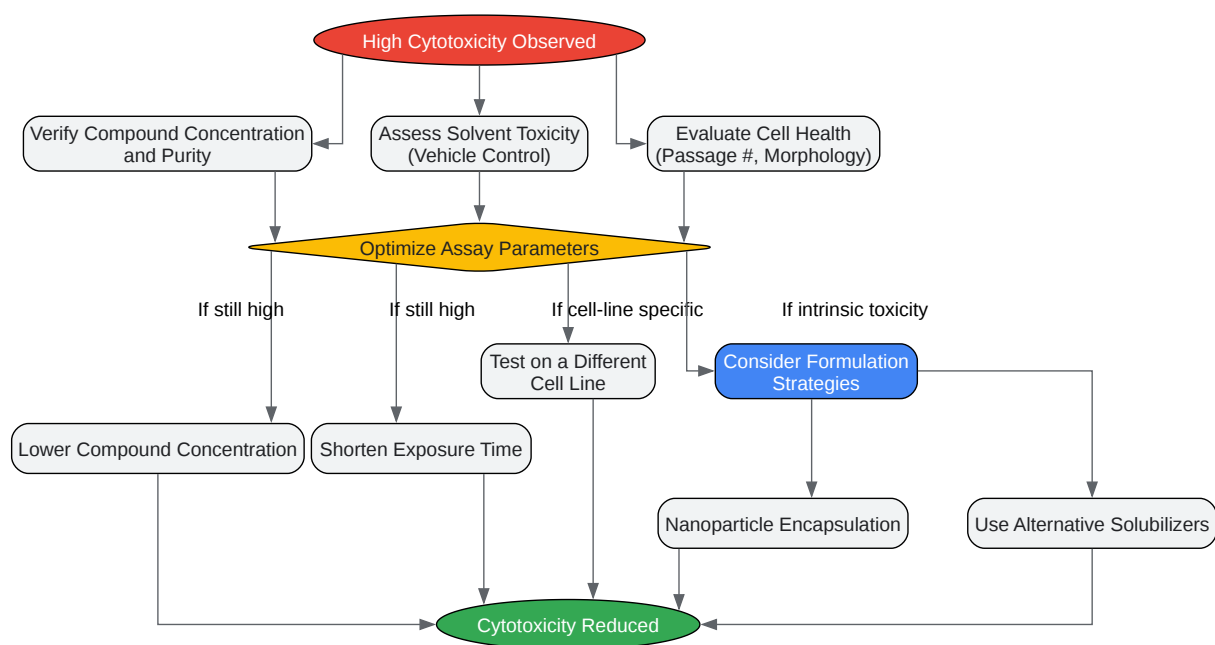 High Cytotoxicity Observed
Verify Compound Concentration
and Purity
Assess Solvent Toxicity
(Vehicle Control)
Evaluate Cell Health
(Passage #, Morphology)
Optimize Assay Parameters
If still high
If still high
If cell-line specific
If intrinsic toxicity
Test on a Different
Cell Line
Consider Formulation
Strategies
Lower Compound Concentration
Shorten Exposure Time
Nanoparticle Encapsulation
Use Alternative Solubilizers
Cytotoxicity Reduced